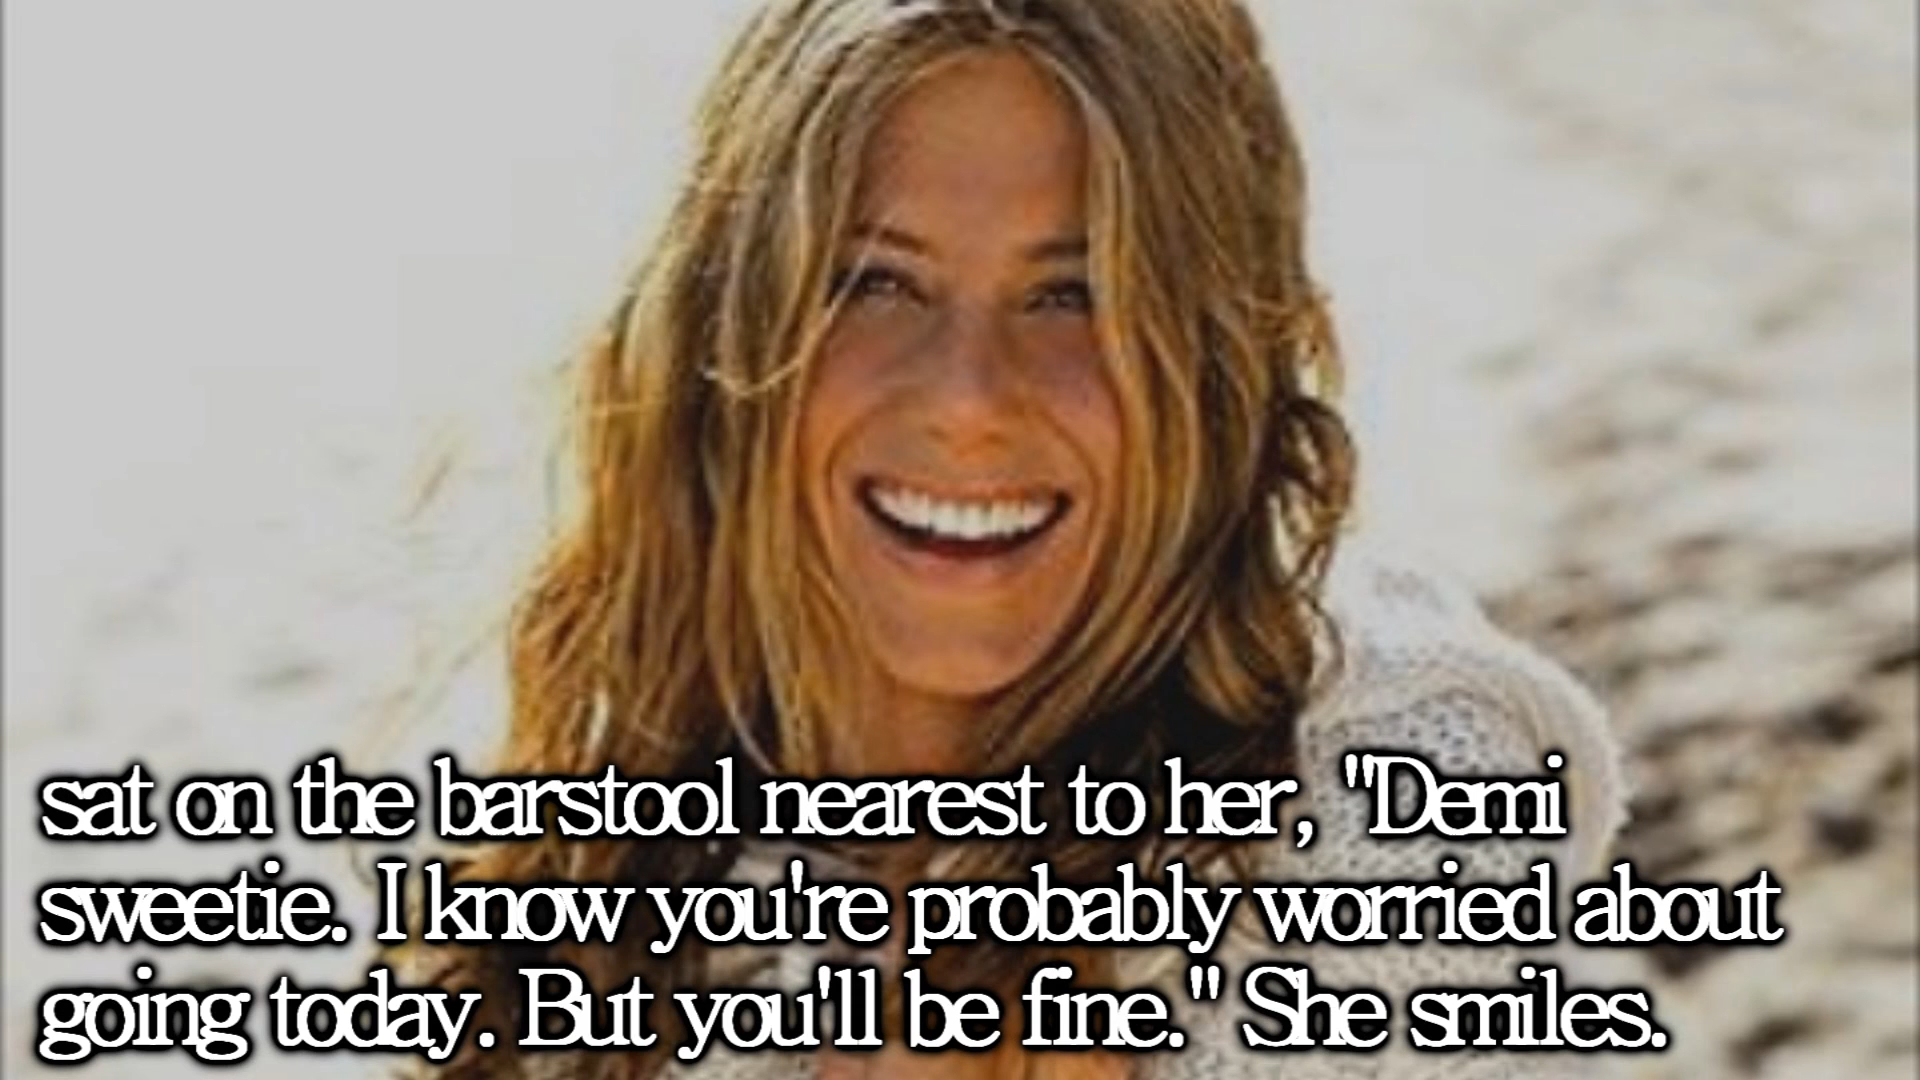 sat on the barstool nearest to her, "Demi
sweetie. I know you're probably worried about
going today. But you'll be fine." She smiles.